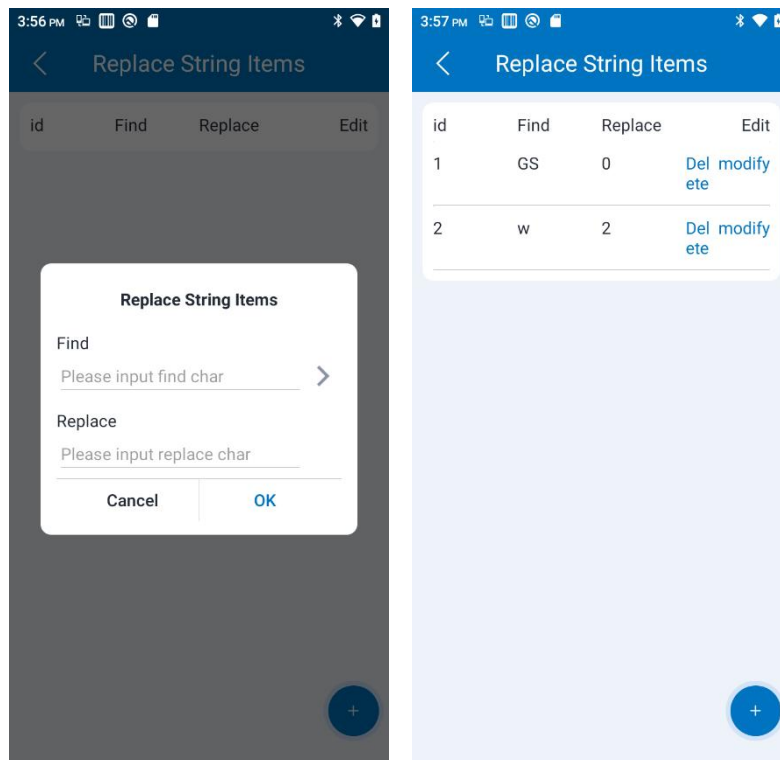 3:56 PM
Replace String Items
id Find Replace Edit
Replace String Items
Find
Please input find char
Replace
Please input replace char
Cancel OK
+
3:57 PM
Replace String Items
id Find Replace Edit
1 GS 0 Del modify
ete
2 w 2 Del modify
ete
+